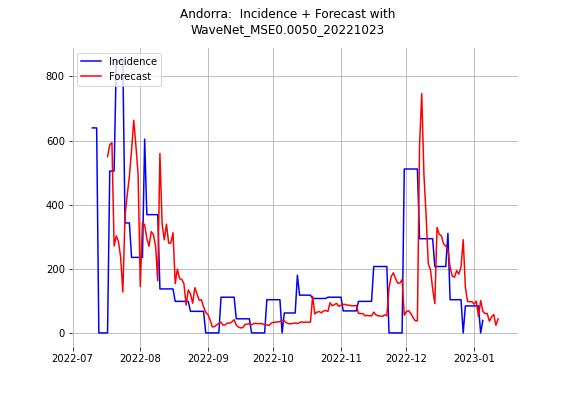 Andorra:  Incidence + Forecast with
WaveNet_MSE0.0050_20221023
Incidence
Forecast
800
600
400
200
0
2022-07 2022-08 2022-09 2022-10 2022-11 2022-12 2023-01